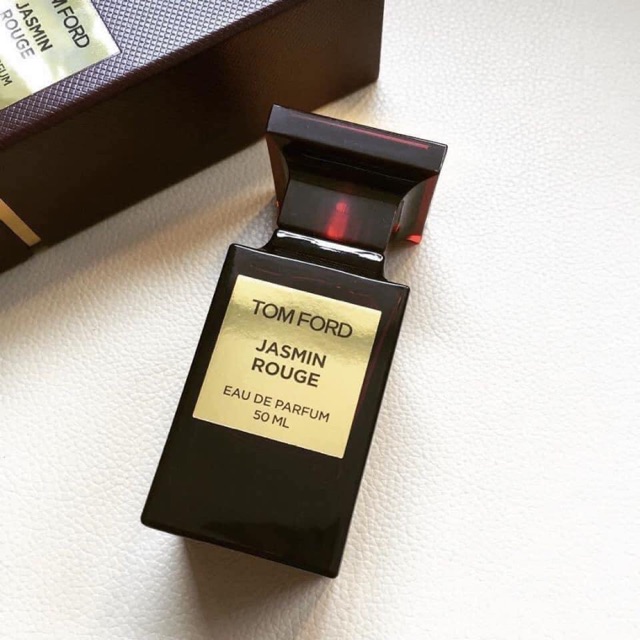 M FORD
JASMIN
ROUGE
TOM FORD
JASMIN
ROUGE
EAU DE PARFUM
50 ML